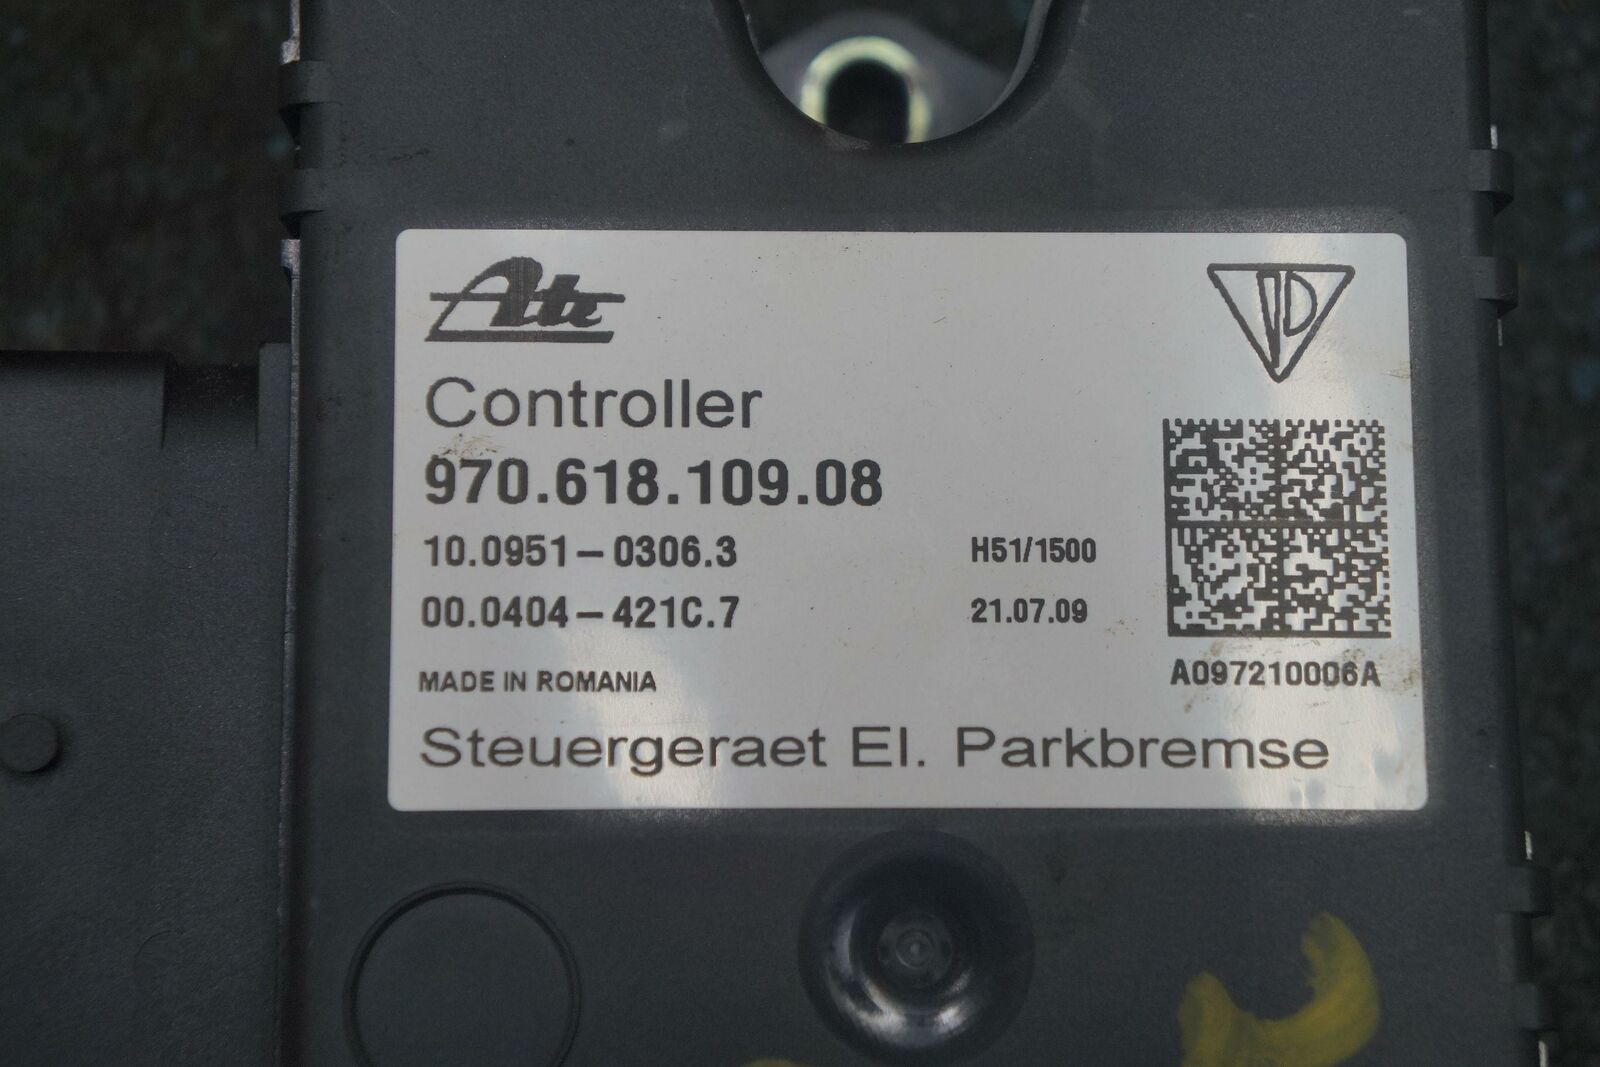 Ate
Controller
970.618.109.08
10.0951-0306.3
H51/1500
00.0404-421C.7
21.07.09
MADE IN ROMANIA
A097210006A
Steuergeraet El. Parkbremse